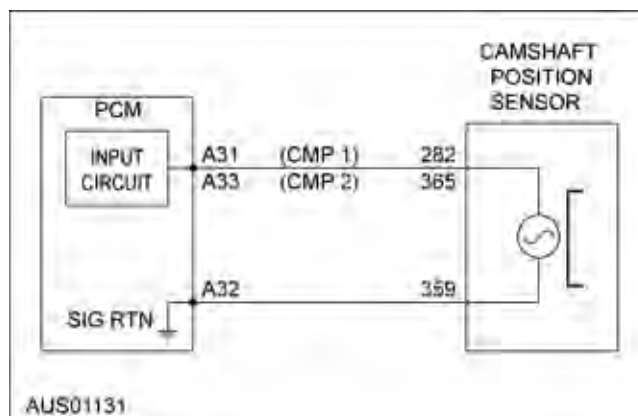 CAMSHAFT
POSITION
SENSOR
PCM
INPUT
CIRCUIT
A31 (CMP 1) 282
A33 (CMP 2) 365
A32 359
SIG RTN
AUS01131